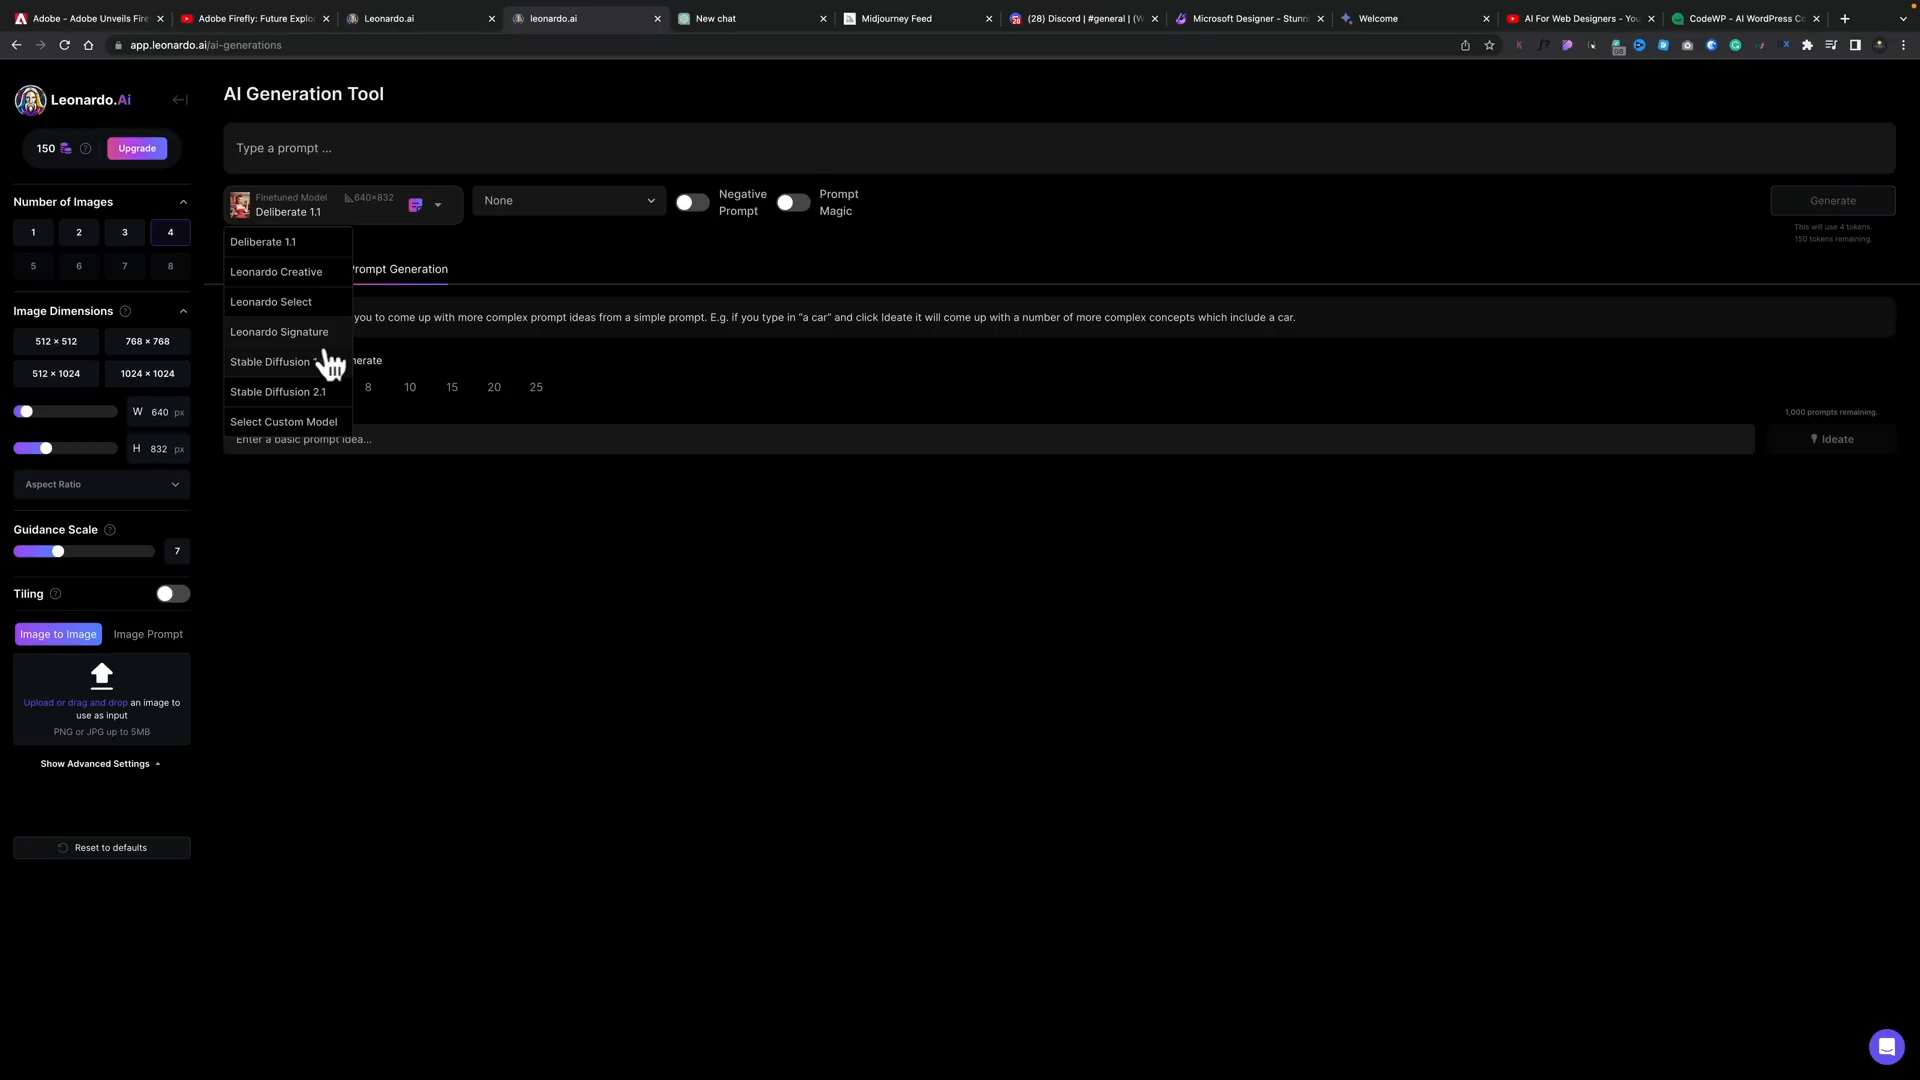 Adobe - Adobe Unveils Fire
Adobe Firefly: Future Explo
Leonardo.ai
leonardo.ai
New chat
Midjourney Feed
(28) Discord | #general | (W
Microsoft Designer - Stunn
Welcome
AI For Web Designers - You
CodeWP - AI WordPress Co
app.leonardo.ai/ai-generations
Leonardo.Ai
150
Upgrade
Number of Images
1 2 3 4
5 6 7 8
Image Dimensions
512 × 512 768 × 768
512 × 1024 1024 × 1024
W 640 px
H 832 px
Aspect Ratio
Guidance Scale
7
Tiling
Image to Image Image Prompt
Upload or drag and drop an image to
use as input
PNG or JPG up to 5MB
Show Advanced Settings
Reset to defaults
AI Generation Tool
Type a prompt ...
Finetuned Model 640×832
Deliberate 1.1
None
Negative
Prompt
Prompt
Magic
Generate
This will use 4 tokens.
150 tokens remaining.
Deliberate 1.1
Leonardo Creative
Leonardo Select
Leonardo Signature
Stable Diffusion
Stable Diffusion 2.1
Select Custom Model
Prompt Generation
you to come up with more complex prompt ideas from a simple prompt. E.g. if you type in "a car" and click Ideate it will come up with a number of more complex concepts which include a car.
8 10 15 20 25
1,000 prompts remaining.
Enter a basic prompt idea...
Ideate